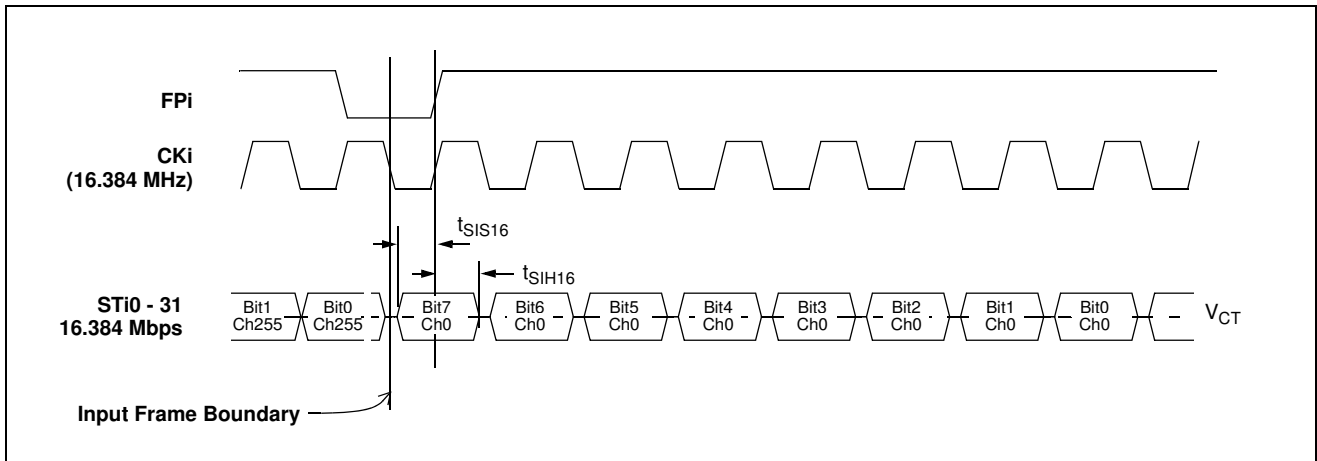 FPi
CKi
(16.384 MHz)
tSIS16
tSIH16
STi0 - 31
16.384 Mbps
Bit1
Ch255
Bit0
Ch255
Bit7
Ch0
Bit6
Ch0
Bit5
Ch0
Bit4
Ch0
Bit3
Ch0
Bit2
Ch0
Bit1
Ch0
Bit0
Ch0
VCT
Input Frame Boundary